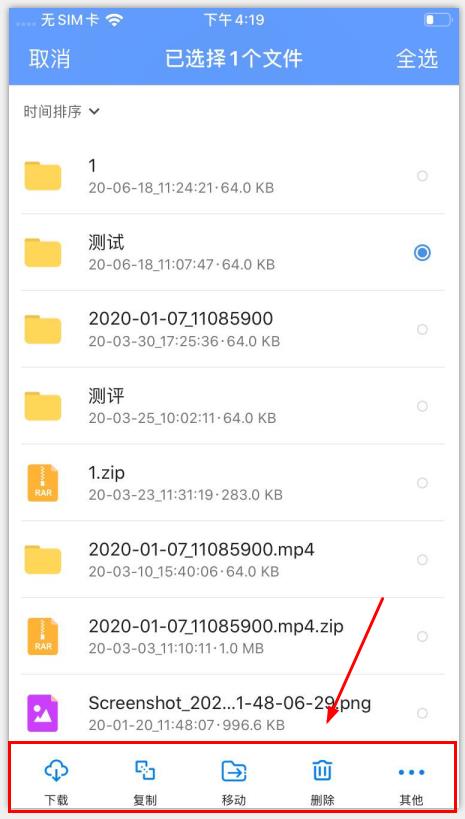 无SIM卡 下午4:19
取消 已选择1个文件 全选
时间排序
1
20-06-18_11:24:21·64.0 KB
测试
20-06-18_11:07:47·64.0 KB
2020-01-07_11085900
20-03-30_17:25:36·64.0 KB
测评
20-03-25_10:02:11·64.0 KB
1.zip
RAR
20-03-23_11:31:19·283.0 KB
2020-01-07_11085900.mp4
20-03-10_15:40:06·64.0 KB
2020-01-07_11085900.mp4.zip
RAR
20-03-03_11:10:11·1.0 MB
Screenshot_202...1-48-06-29.png
20-01-20_11:48:07·996.6 KB
下载 复制 移动 删除 其他